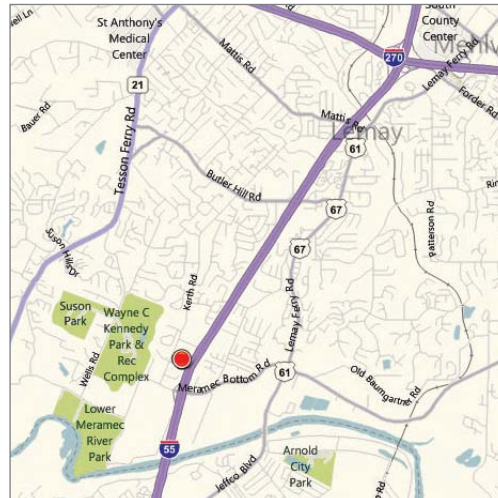 St Anthony's
Medical
Center
South
County
Center
270
Lemay Ferry Rd
Mattis Rd
21
Forder Rd
Bauer Rd
Mattis Rd
Lemay
61
Tesson Ferry Rd
Butler Hill Rd
67
Patterson Rd
67
Suson Hills Dr
Kerth Rd
Lemay Ferry Rd
Suson
Park
Wayne C
Kennedy
Park &
Rec
Complex
Wells Rd
Meramec Bottom Rd
61
Old Baumgartner Rd
Lower
Meramec
River
Park
55
Jeffco Blvd
Arnold
City
Park